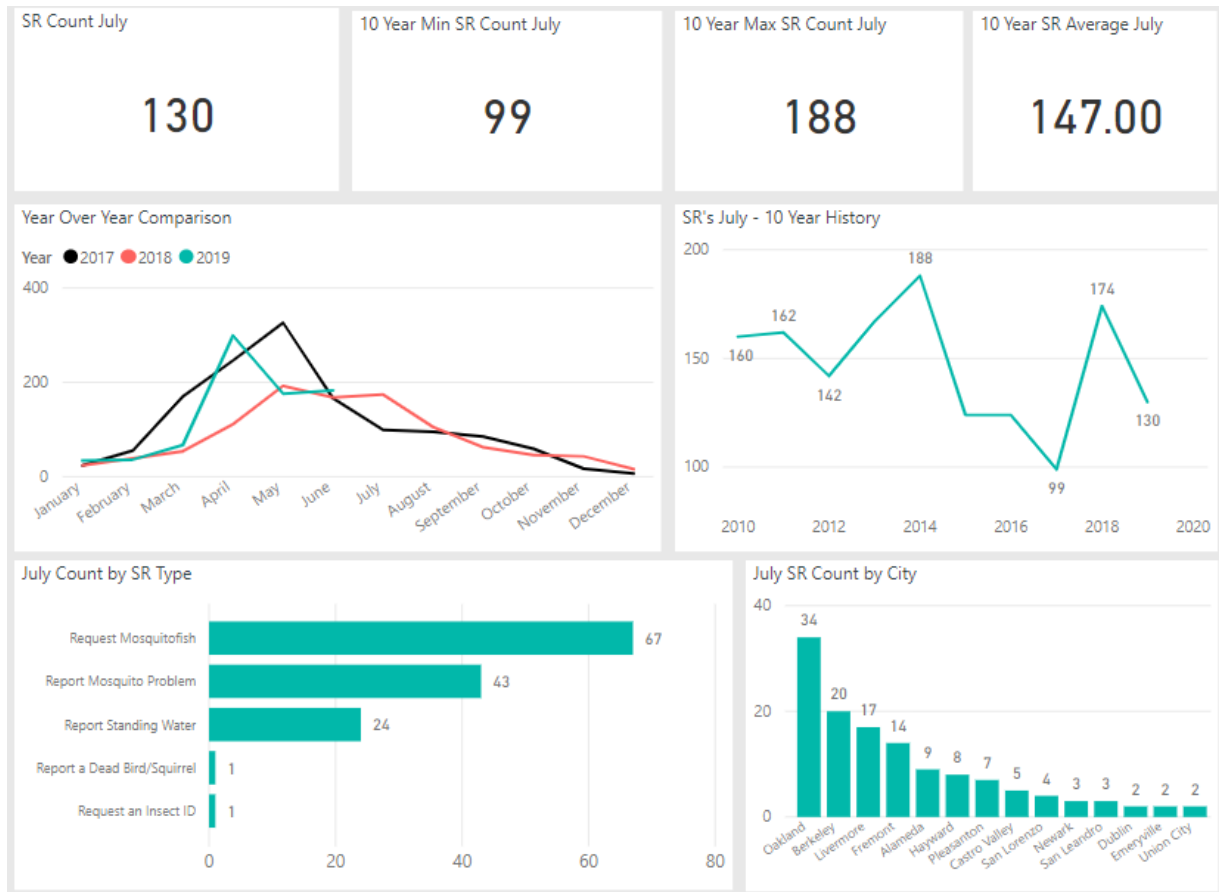 SR Count July
130
10 Year Min SR Count July
99
10 Year Max SR Count July
188
10 Year SR Average July
147.00
Year Over Year Comparison
Year 2017 2018 2019
400
200
0
January February March April May June July August September October November December
SR's July - 10 Year History
200
150
100
160
162
142
188
99
174
130
2010 2012 2014 2016 2018 2020
July Count by SR Type
Request Mosquitofish 67
Report Mosquito Problem 43
Report Standing Water 24
Report a Dead Bird/Squirrel 1
Request an Insect ID 1
0 20 40 60 80
July SR Count by City
40
20
0
34 20 17 14 9 8 7 5 4 3 3 2 2 2
Oakland Berkeley Livermore Fremont Alameda Hayward Pleasanton Castro Valley San Lorenzo Newark San Leandro Dublin Emeryville Union City